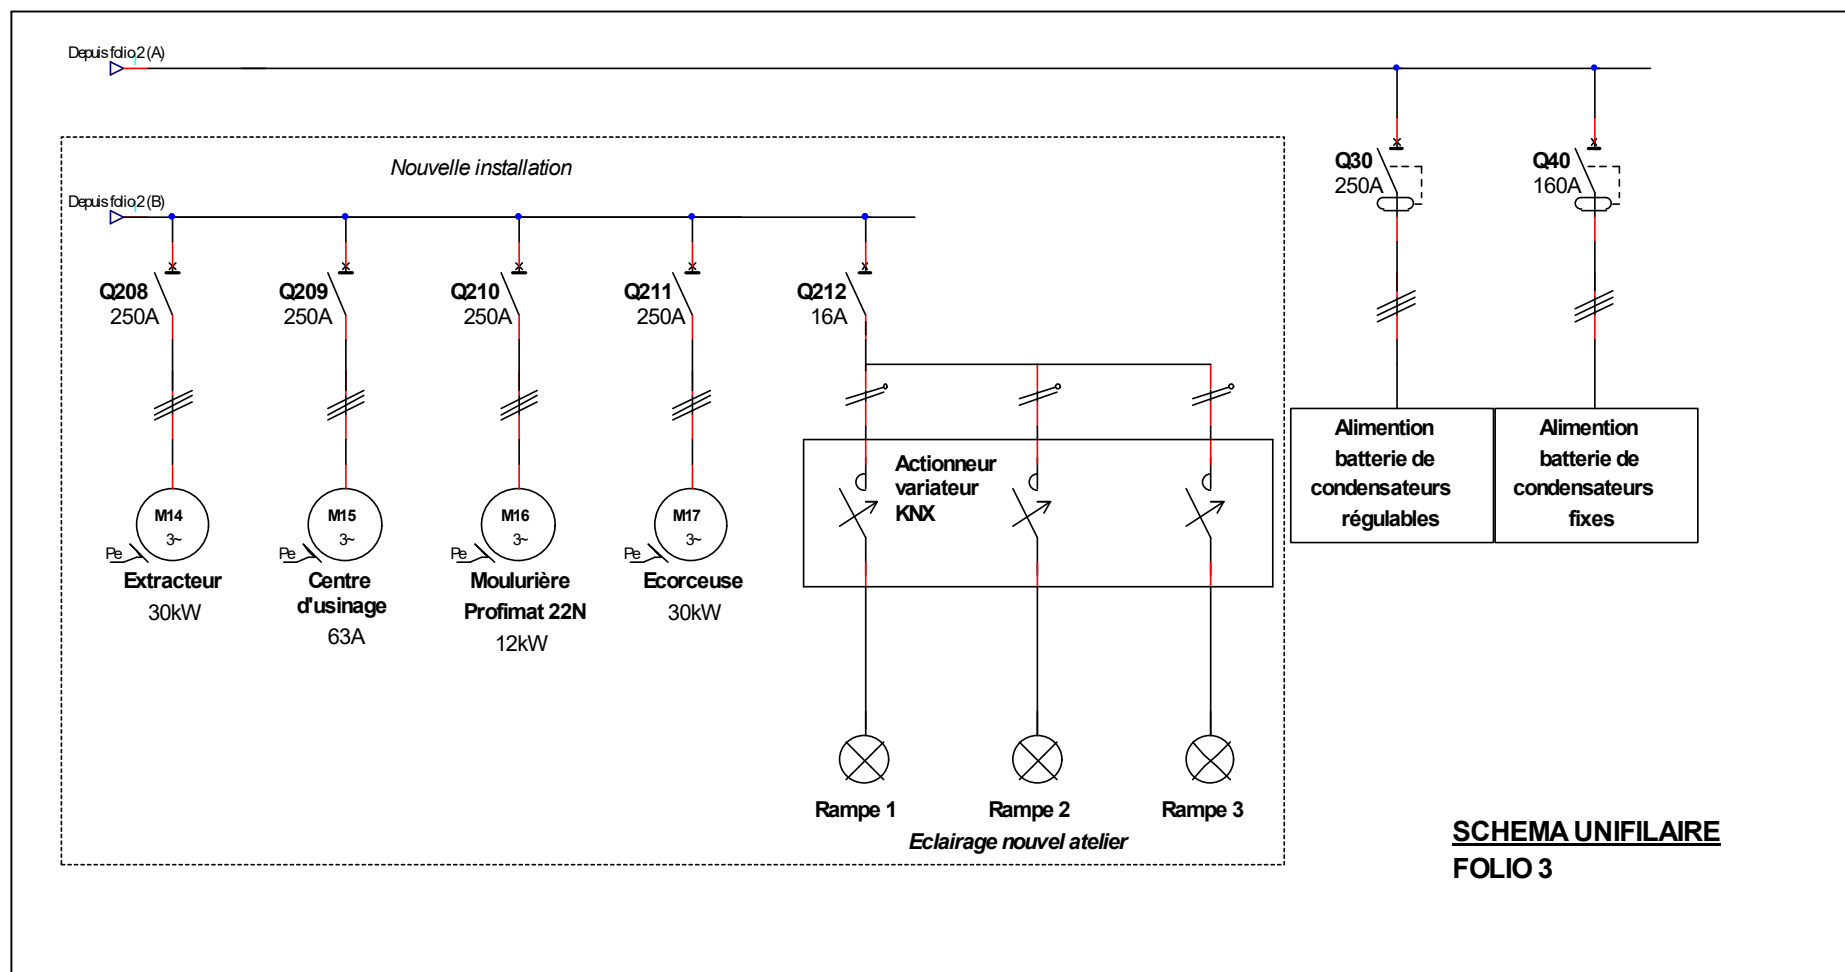 Depuis folio 2 (A)
Nouvelle installation
Depuis folio 2 (B)
Q30
250A
Q40
160A
Q208
250A
Q209
250A
Q210
250A
Q211
250A
Q212
16A
Alimention
batterie de
condensateurs
régulables
Alimention
batterie de
condensateurs
fixes
Actionneur
variateur
KNX
M14
3~
Pe
Extracteur
30kW
M15
3~
Pe
Centre
d'usinage
63A
M16
3~
Pe
Moulurière
Profimat 22N
12kW
M17
3~
Pe
Ecorceuse
30kW
Rampe 1
Rampe 2
Rampe 3
Eclairage nouvel atelier
SCHEMA UNIFILAIRE
FOLIO 3